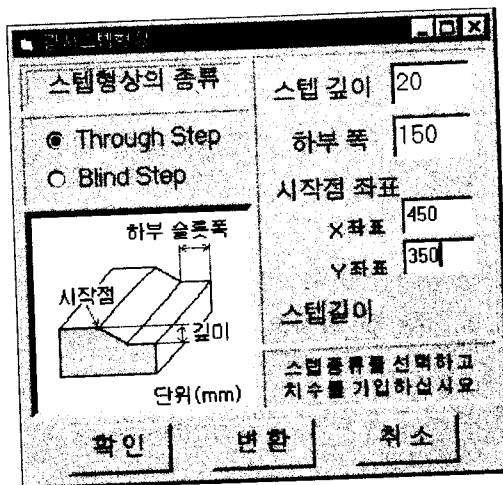 스텝형상의 종류
Through Step
Blind Step
하부 슬롯폭
시작점
깊이
단위(mm)
스텝 깊이 20
하부 폭 150
시작점 좌표
X 좌표 450
Y 좌표 350
스텝길이
스텝종류를 선택하고
치수를 기입하십시요
확 인
변 환
취 소